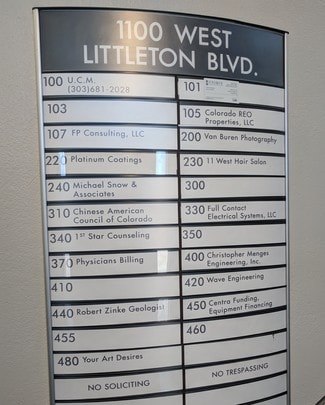 1100 WEST
LITTLETON BLVD.
100 U.C.M.
(303)681-2028
103
107 FP Consulting, LLC
220 Platinum Coatings
240 Michael Snow &
Associates
310 Chinese American
Council of Colorado
340 1st Star Counseling
370 Physicians Billing
410
440 Robert Zinke Geologist
455
480 Your Art Desires
NO SOLICITING
101
105 Colorado REO
Properties, LLC
200 Van Buren Photography
230 11 West Hair Salon
300
330 Full Contact
Electrical Systems, LLC
350
400 Christopher Menges
Engineering, Inc.
420 Wave Engineering
450 Centra Funding,
Equipment Financing
460
NO TRESPASSING